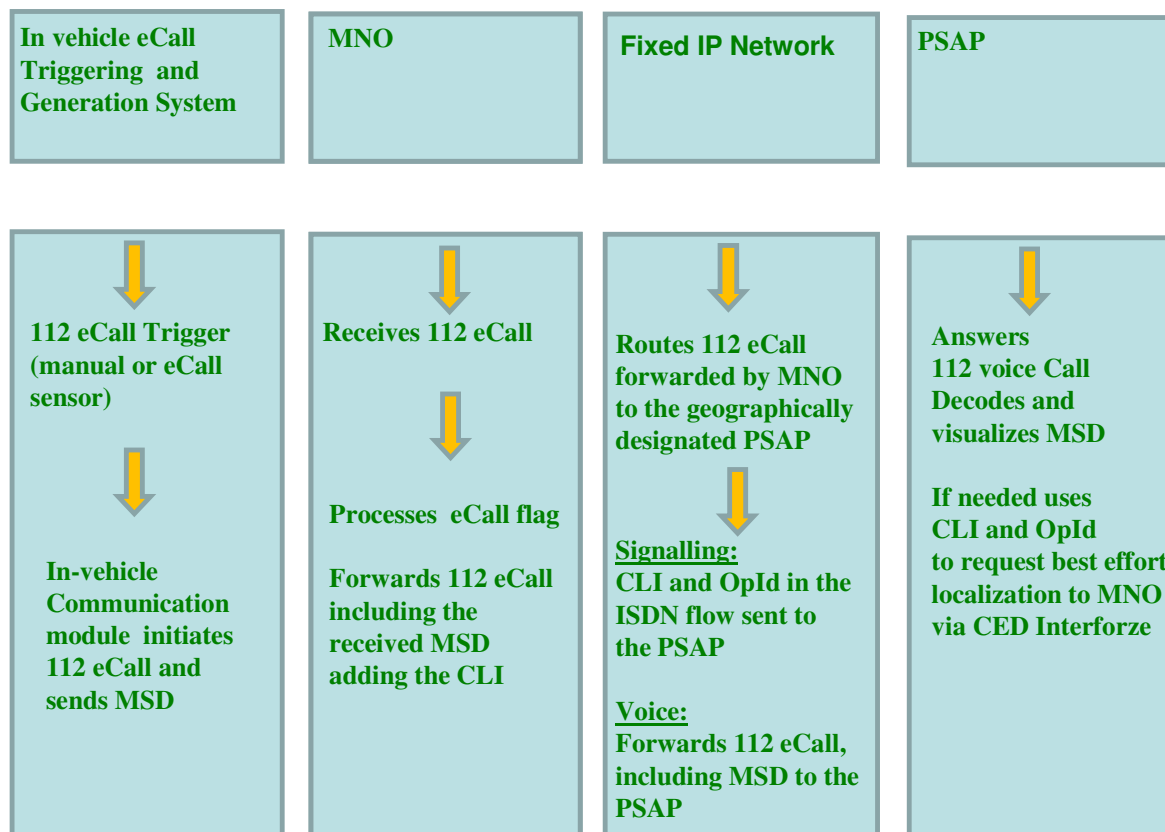 In vehicle eCall
Triggering and
Generation System
MNO
Fixed IP Network
PSAP
112 eCall Trigger
(manual or eCall
sensor)
In-vehicle
Communication
module initiates
112 eCall and
sends MSD
Receives 112 eCall
Processes eCall flag
Forwards 112 eCall
including the
received MSD
adding the CLI
Routes 112 eCall
forwarded by MNO
to the geographically
designated PSAP
Signalling:
CLI and OpId in the
ISDN flow sent to
the PSAP
Voice:
Forwards 112 eCall,
including MSD to the
PSAP
Answers
112 voice Call
Decodes and
visualizes MSD
If needed uses
CLI and OpId
to request best effort
localization to MNO
via CED Interforze